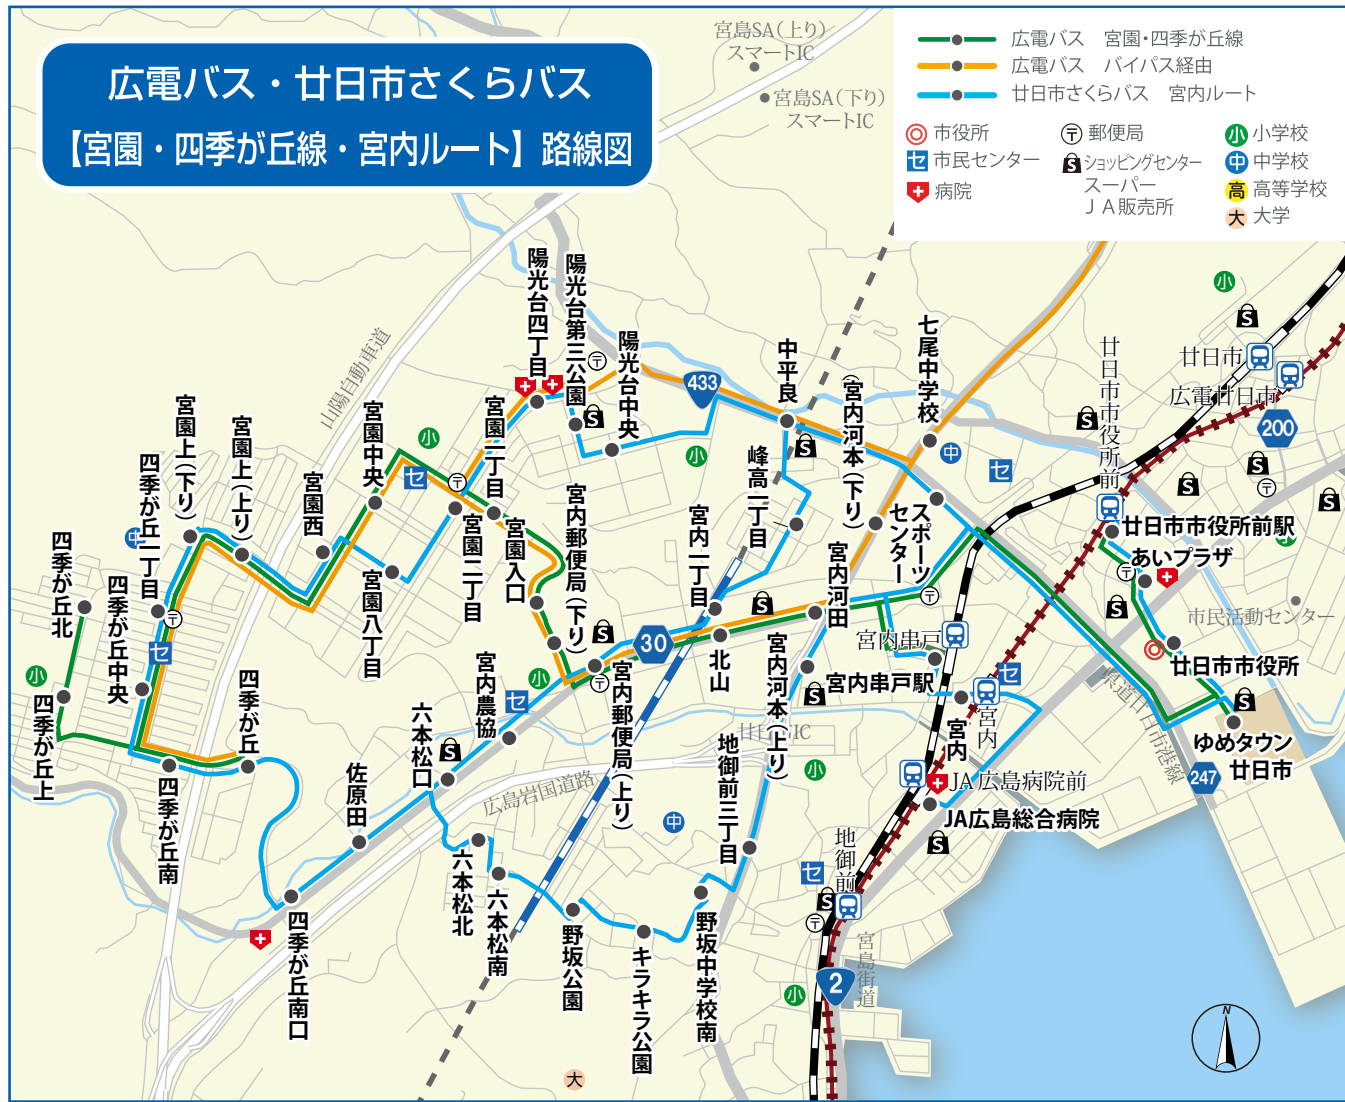 広電バス・廿日市さくらバス
【宮園・四季が丘線・宮内ルート】路線図
広電バス　宮園・四季が丘線
広電バス　バイパス経由
廿日市さくらバス　宮内ルート
市役所
市民センター
病院
郵便局
ショッピングセンター
スーパー
ＪＡ販売所
小学校
中学校
高等学校
大学
小
中
高
大
セ
S
宮島SA(上り)
スマートIC
宮島SA(下り)
スマートIC
山陽自動車道
陽光台四丁目
陽光台第三公園
陽光台中央
433
中平良
宮内河本(下り)
七尾中学校
廿日市市役所前
廿日市
広電廿日市
200
宮園上(下り)
宮園上(上り)
四季が丘一丁目
宮園西
宮園中央
宮園一丁目
宮園二丁目
宮園入口
宮園八丁目
宮内郵便局(下り)
宮内一丁目
峰高一丁目
スポーツ
センター
宮内河田
廿日市市役所前駅
あいプラザ
市民活動センター
廿日市市役所
四季が丘北
四季が丘中央
四季が丘上
四季が丘
四季が丘南
30
北山
宮内郵便局(上り)
宮内農協
六本松口
佐原田
宮内河本(上り)
宮内串戸
宮内串戸駅
宮内
宮内
県道廿日市港線
ゆめタウン
廿日市
247
廿日市IC
広島岩国道路
地御前三丁目
JA広島病院前
JA広島総合病院
地御前
四季が丘南口
六本松北
六本松南
野坂公園
キラキラ公園
野坂中学校南
宮島街道
2
N